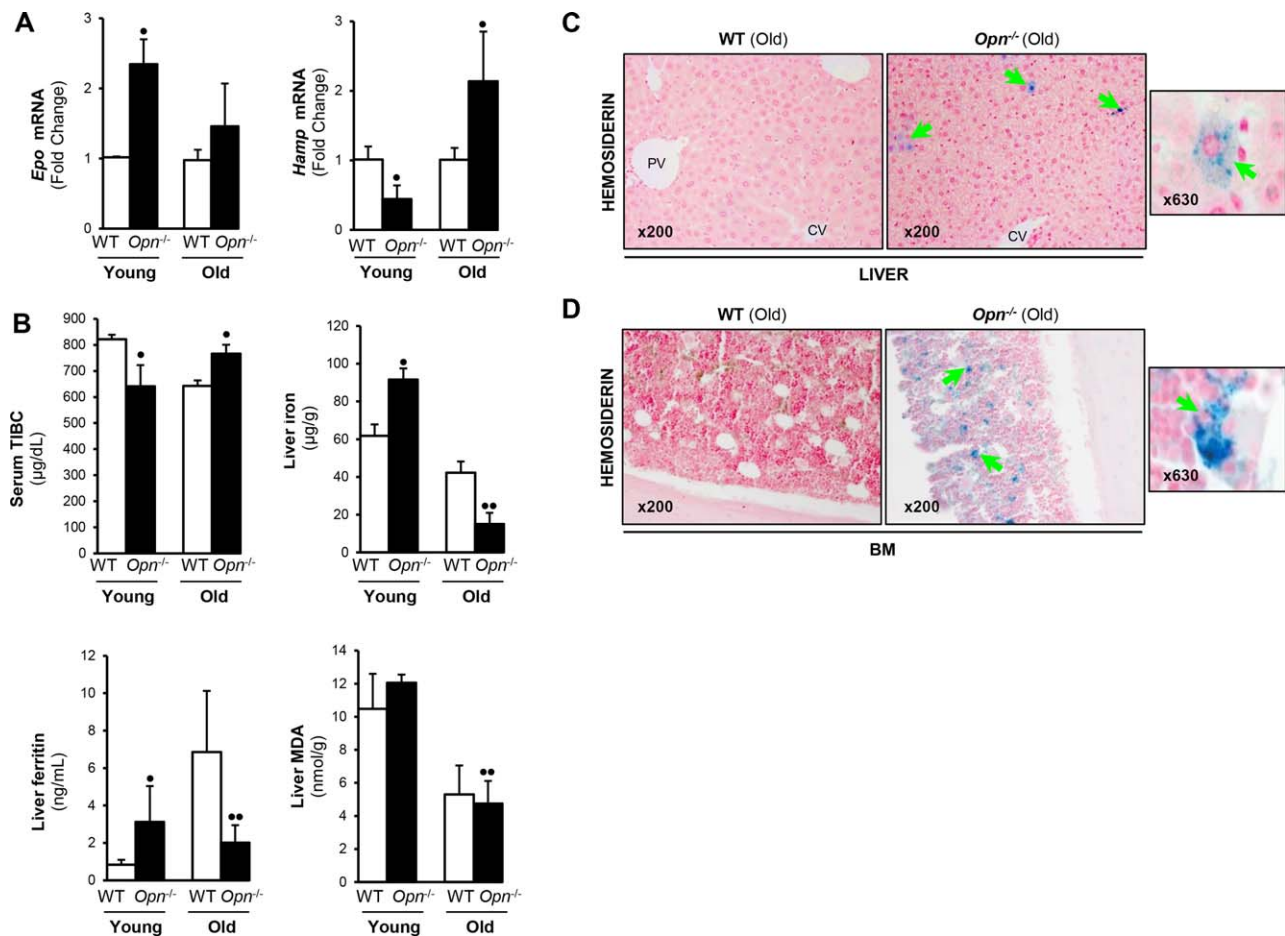 A
Epo mRNA
(Fold Change)
3
2
1
0
WT Opn-/- WT Opn-/-
Young Old
Hamp mRNA
(Fold Change)
3
2
1
0
WT Opn-/- WT Opn-/-
Young Old
B
Serum TIBC
(µg/dL)
900
800
700
600
500
400
300
200
100
0
WT Opn-/- WT Opn-/-
Young Old
Liver iron
(µg/g)
120
100
80
60
40
20
0
WT Opn-/- WT Opn-/-
Young Old
Liver ferritin
(ng/mL)
12
10
8
6
4
2
0
WT Opn-/- WT Opn-/-
Young Old
Liver MDA
(nmol/g)
14
12
10
8
6
4
2
0
WT Opn-/- WT Opn-/-
Young Old
C
WT (Old) Opn-/- (Old)
HEMOSIDERIN
PV
CV
x200
CV
x200
x630
LIVER
D
WT (Old) Opn-/- (Old)
HEMOSIDERIN
x200
x200
x630
BM